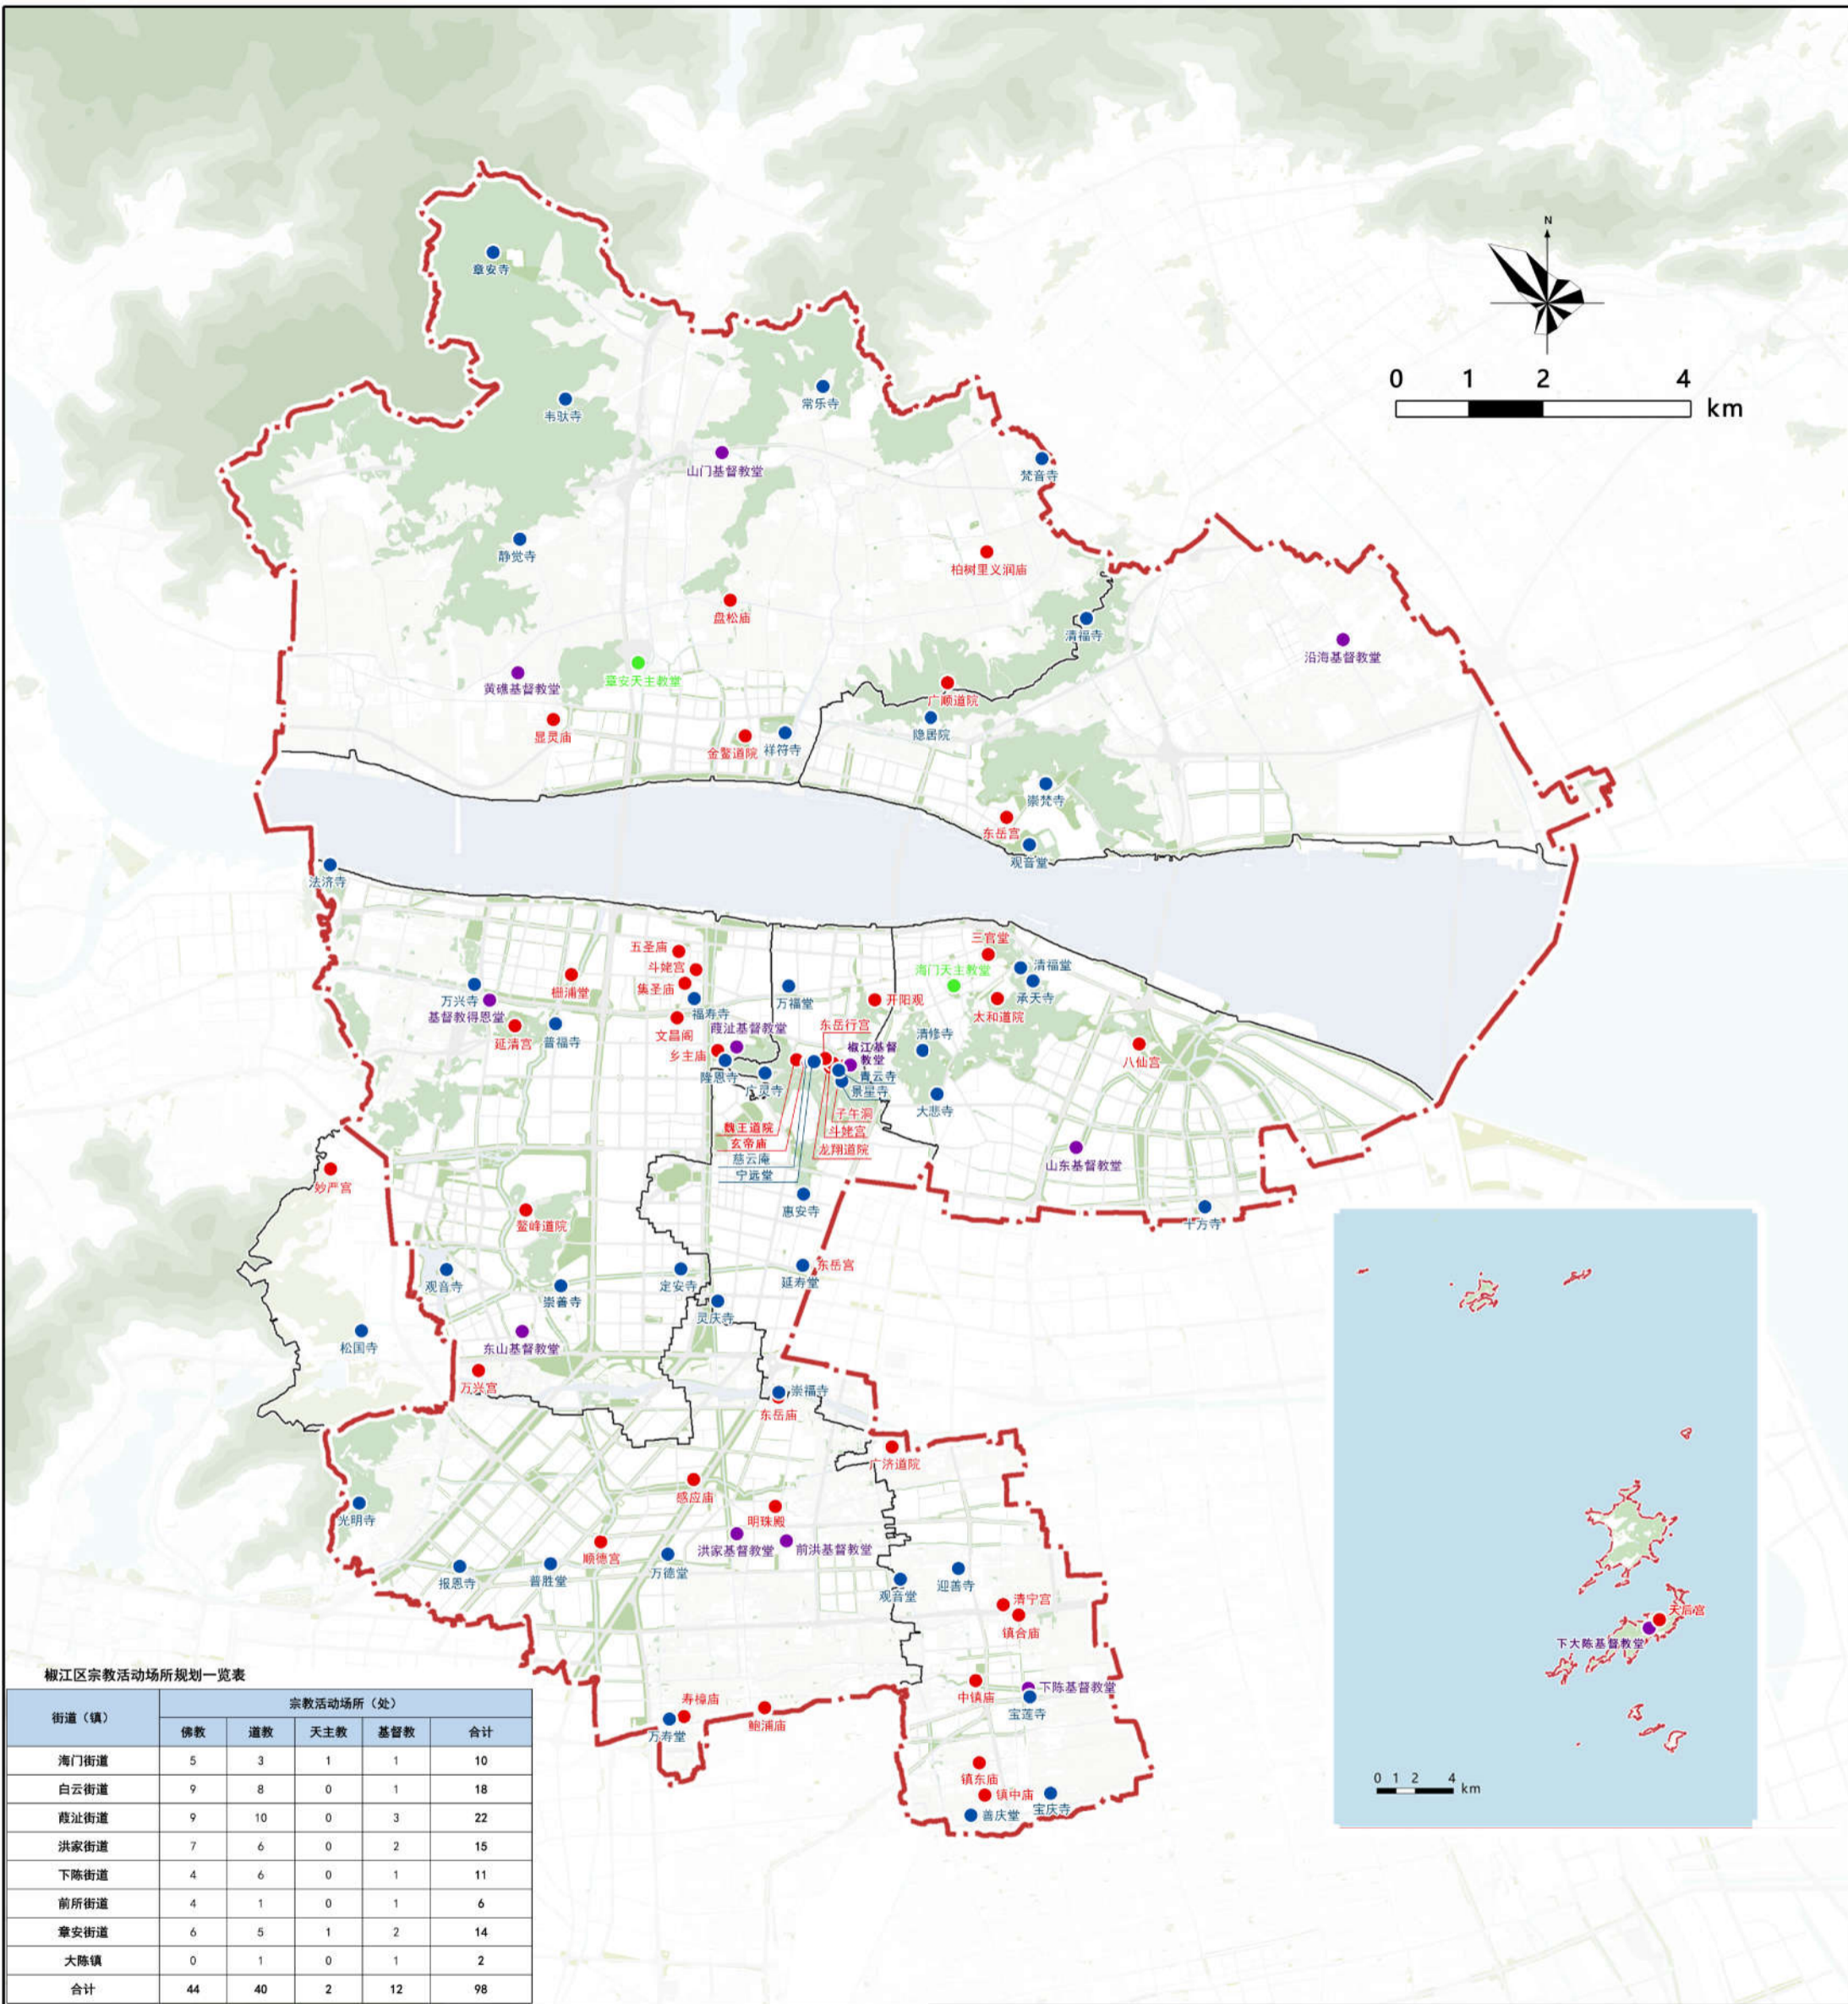 N
0 1 2 4 km
章安寺
韦驮寺
常乐寺
山门基督教堂
梵音寺
静觉寺
柏树里义润庙
盘松庙
清福寺
沿海基督教堂
黄礁基督教堂
章安天主教堂
广顺道院
显灵庙
金鳌道院
祥符寺
隐居院
崇梵寺
东岳宫
观音堂
法济寺
五圣庙
三官堂
斗姥宫
清福堂
海门天主教堂
栅浦堂
集圣庙
万兴寺
福寿寺
万福堂
开阳观
承天寺
基督教得恩堂
太和道院
延清宫
普福寺
文昌阁
葭沚基督教堂
东岳行宫
清修寺
乡主庙
椒江基督
教堂
八仙宫
隆恩寺
广灵寺
青云寺
景星寺
大悲寺
子午洞
魏王道院
斗姥宫
玄帝庙
龙翔道院
慈云庵
宁远堂
山东基督教堂
妙严宫
惠安寺
鳌峰道院
十方寺
东岳宫
观音寺
崇善寺
定安寺
延寿堂
灵庆寺
松国寺
东山基督教堂
万兴宫
崇福寺
东岳庙
广济道院
感应庙
光明寺
明珠殿
顺德宫
洪家基督教堂
前洪基督教堂
报恩寺
普胜堂
万德堂
观音堂
迎善寺
清宁宫
镇合庙
天后宫
下大陈基督教堂
中镇庙
下陈基督教堂
宝莲寺
寿樟庙
万寿堂
鲍浦庙
镇东庙
镇中庙
宝庆寺
善庆堂
0 1 2 4 km
椒江区宗教活动场所规划一览表
街道（镇） 宗教活动场所（处）
佛教 道教 天主教 基督教 合计
海门街道 5 3 1 1 10
白云街道 9 8 0 1 18
葭沚街道 9 10 0 3 22
洪家街道 7 6 0 2 15
下陈街道 4 6 0 1 11
前所街道 4 1 0 1 6
章安街道 6 5 1 2 14
大陈镇 0 1 0 1 2
合计 44 40 2 12 98